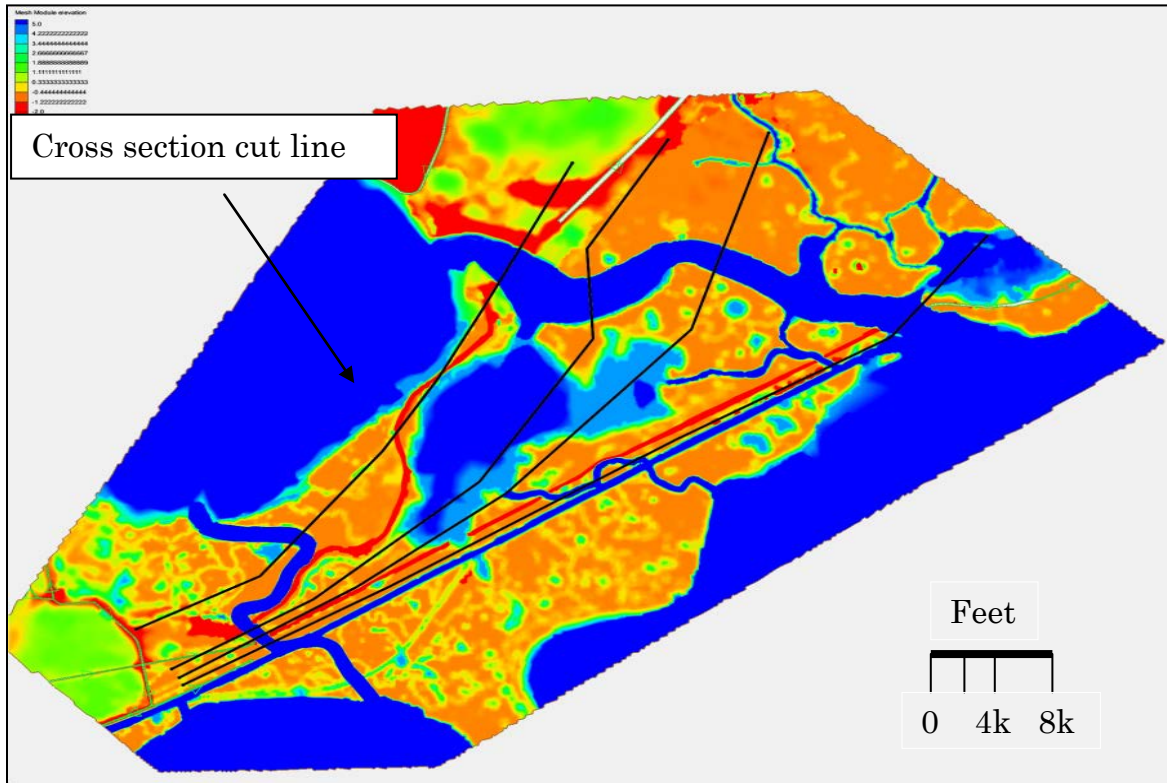 Mesh Module elevation
5.0
4.2222222222222
3.4444444444444
2.6666666666667
1.8888888888889
1.1111111111111
0.3333333333333
-0.444444444444
-1.222222222222
-2.0
Cross section cut line
Feet
0 4k 8k